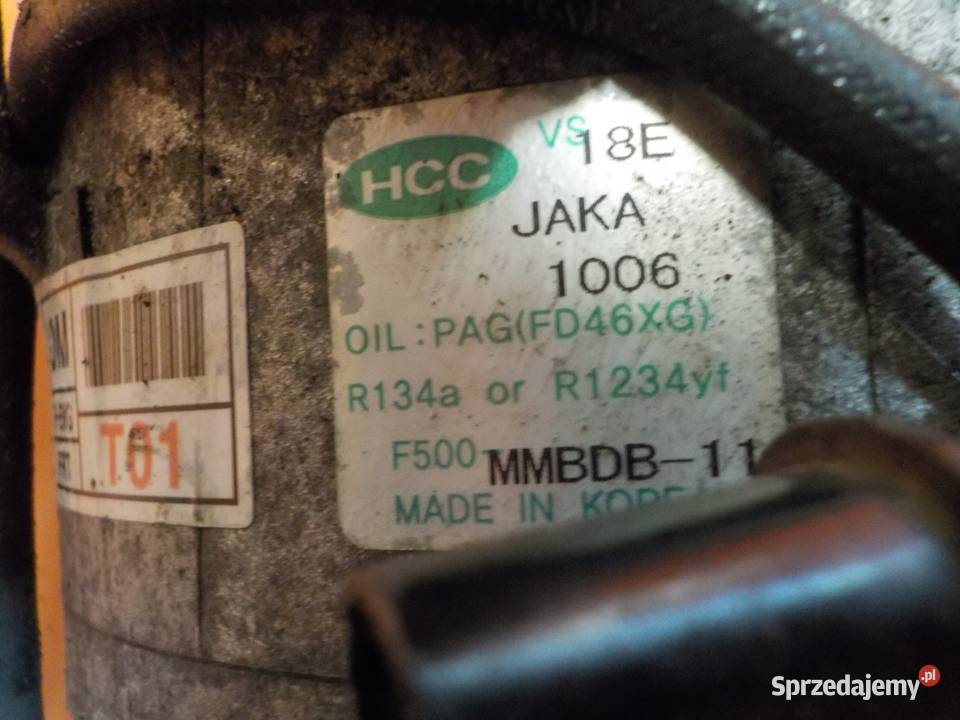 HCC
VS 18E
JAKA
1006
OIL : PAG(FD46XG)
R134a or R1234yf
F500-MMBDB-11
MADE IN
T01
Sprzedajemy.pl